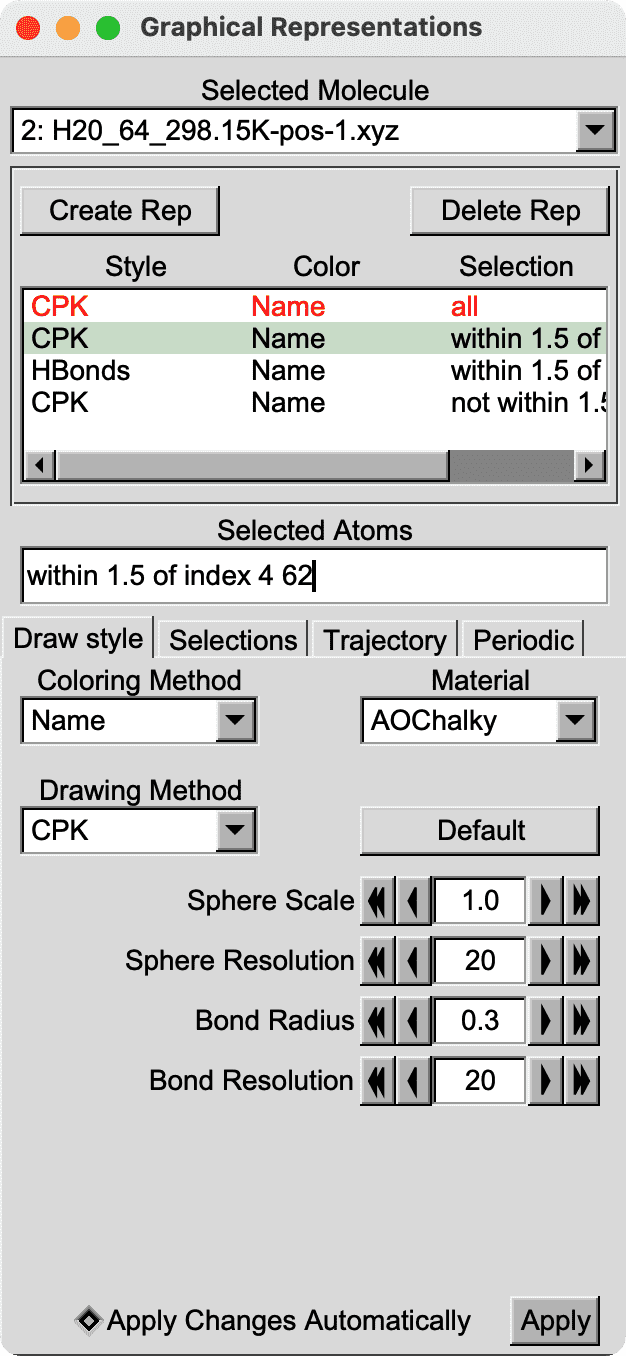 Graphical Representations
Selected Molecule
2: H20_64_298.15K-pos-1.xyz
Create Rep Delete Rep
Style Color Selection
CPK Name all
CPK Name within 1.5 of
HBonds Name within 1.5 of
CPK Name not within 1.5
Selected Atoms
within 1.5 of index 4 62
Draw style Selections Trajectory Periodic
Coloring Method Material
Name AOChalky
Drawing Method
CPK Default
Sphere Scale 1.0
Sphere Resolution 20
Bond Radius 0.3
Bond Resolution 20
Apply Changes Automatically Apply